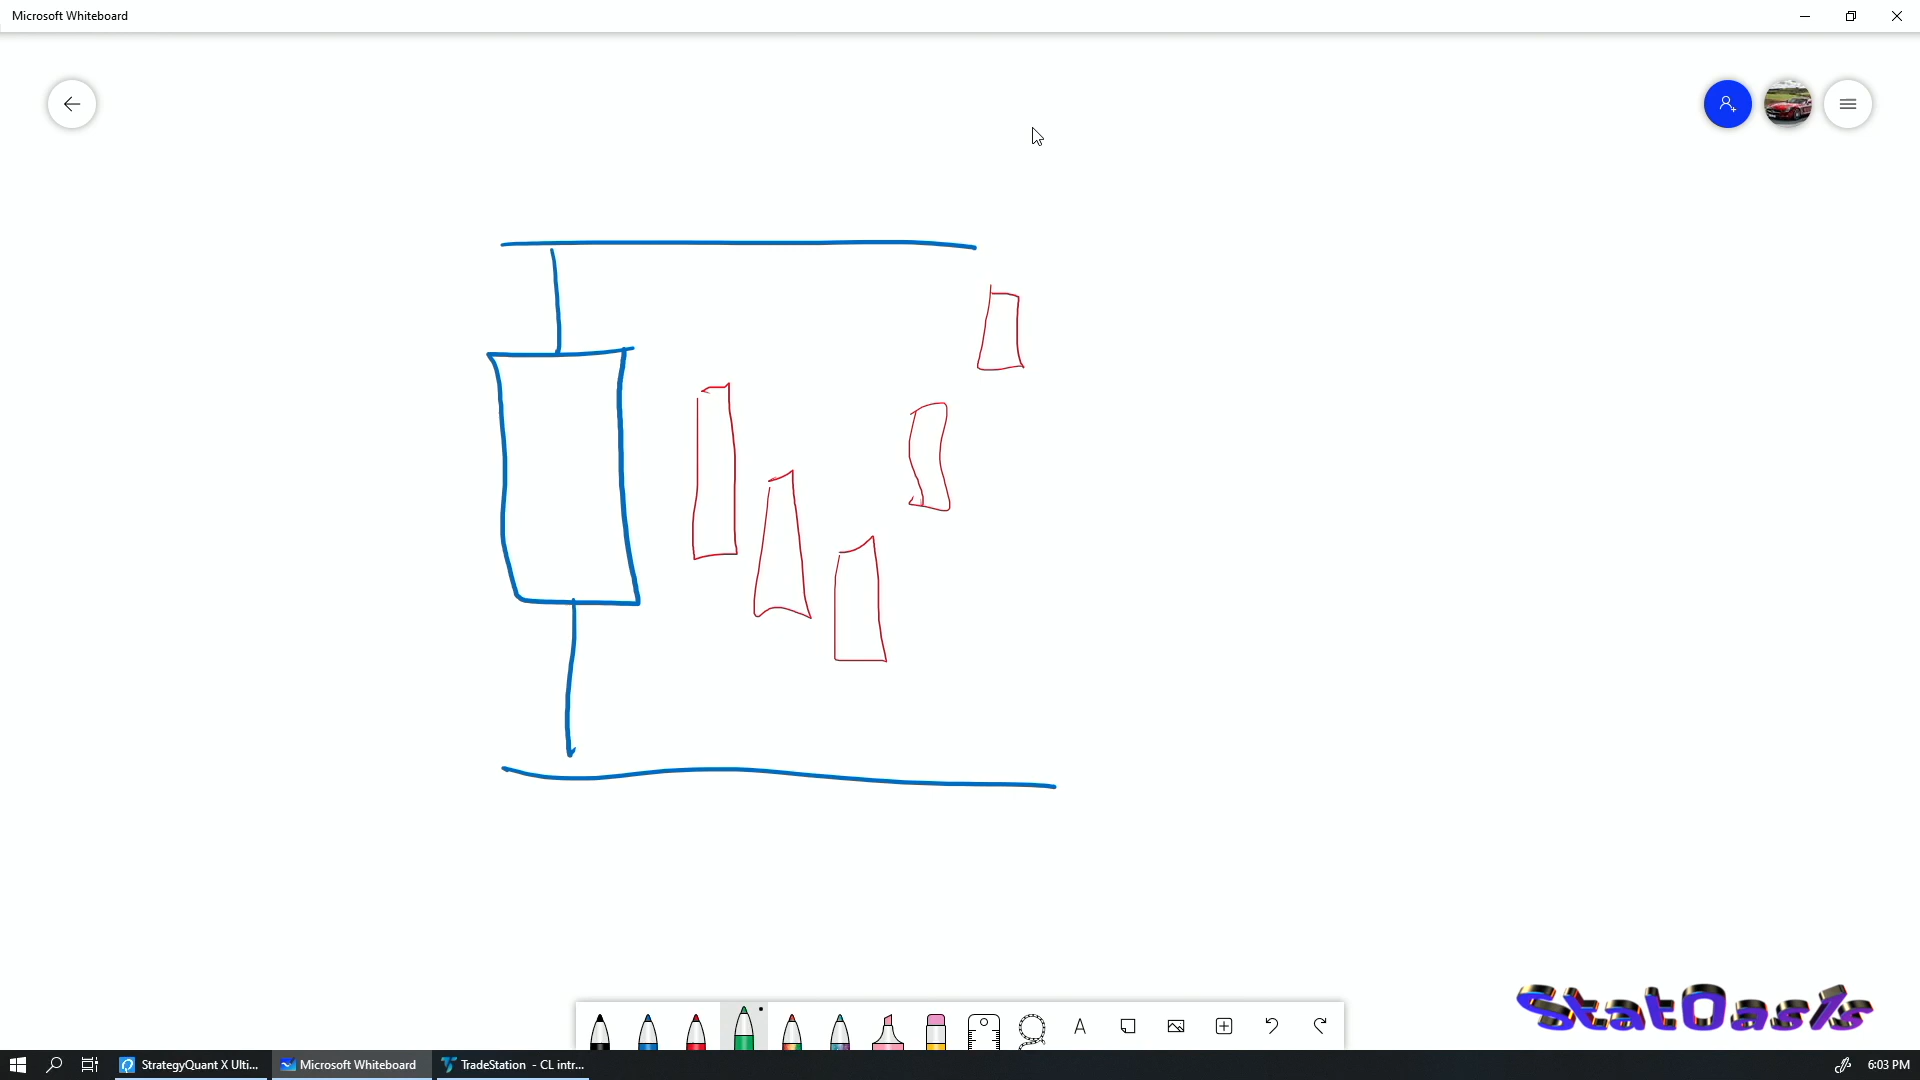 Microsoft Whiteboard
A
StatOasis
StrategyQuant X Ulti...
Microsoft Whiteboard
TradeStation - CL intr...
6:03 PM